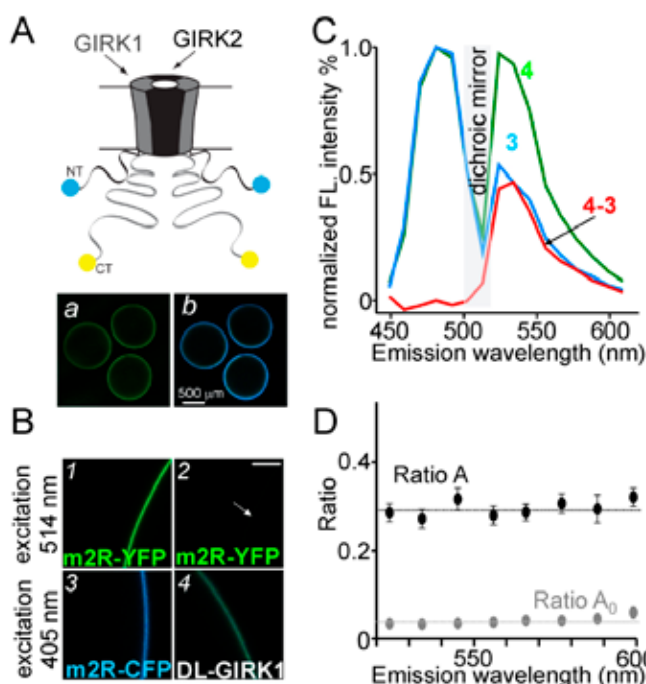 A
GIRK1
GIRK2
NT
CT
a
b
500 μm
B
excitation
514 nm
1
m2R-YFP
2
m2R-YFP
excitation
405 nm
3
m2R-CFP
4
DL-GIRK1
C
normalized FL. intensity %
1.0
0.5
0
dichroic mirror
4
3
4-3
450
500
550
600
Emission wavelength (nm)
D
Ratio
0.4
0.2
0
Ratio A
Ratio A₀
550
600
Emission wavelength (nm)